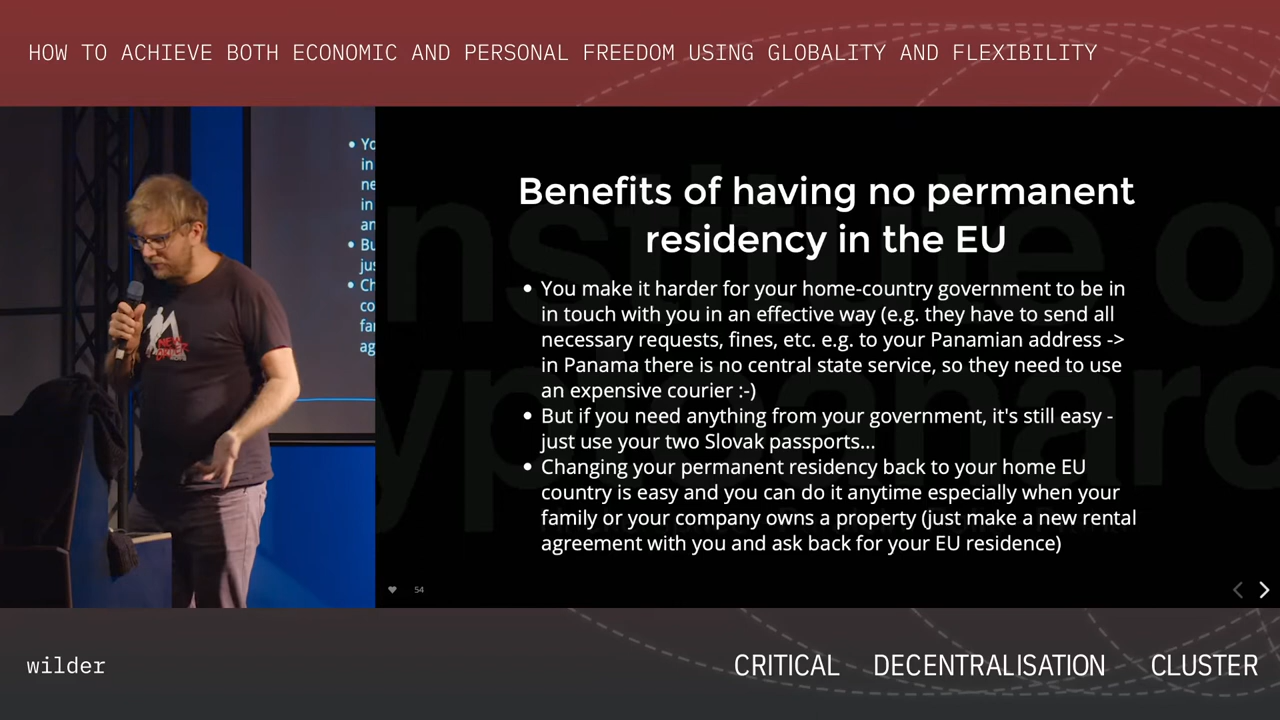 HOW TO ACHIEVE BOTH ECONOMIC AND PERSONAL FREEDOM USING GLOBALITY AND FLEXIBILITY
Benefits of having no permanent
residency in the EU
• You make it harder for your home-country government to be in
in touch with you in an effective way (e.g. they have to send all
necessary requests, fines, etc. e.g. to your Panamian address ->
in Panama there is no central state service, so they need to use
an expensive courier :-)
• But if you need anything from your government, it's still easy -
just use your two Slovak passports...
• Changing your permanent residency back to your home EU
country is easy and you can do it anytime especially when your
family or your company owns a property (just make a new rental
agreement with you and ask back for your EU residence)
54
wilder
CRITICAL DECENTRALISATION CLUSTER